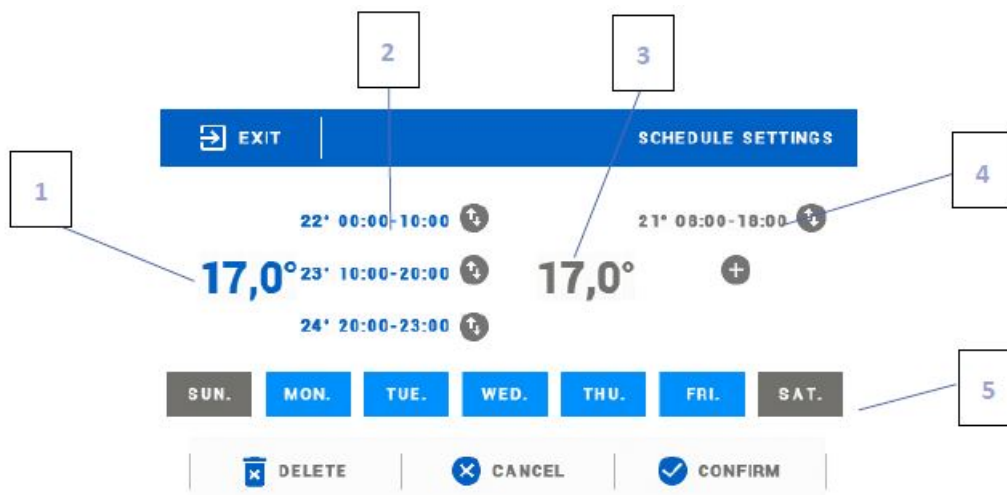 2
3
EXIT
SCHEDULE SETTINGS
1
4
22° 00:00-10:00
21° 08:00-18:00
17,0°
23° 10:00-20:00
17,0°
24° 20:00-23:00
SUN. MON. TUE. WED. THU. FRI. SAT.
5
DELETE
CANCEL
CONFIRM